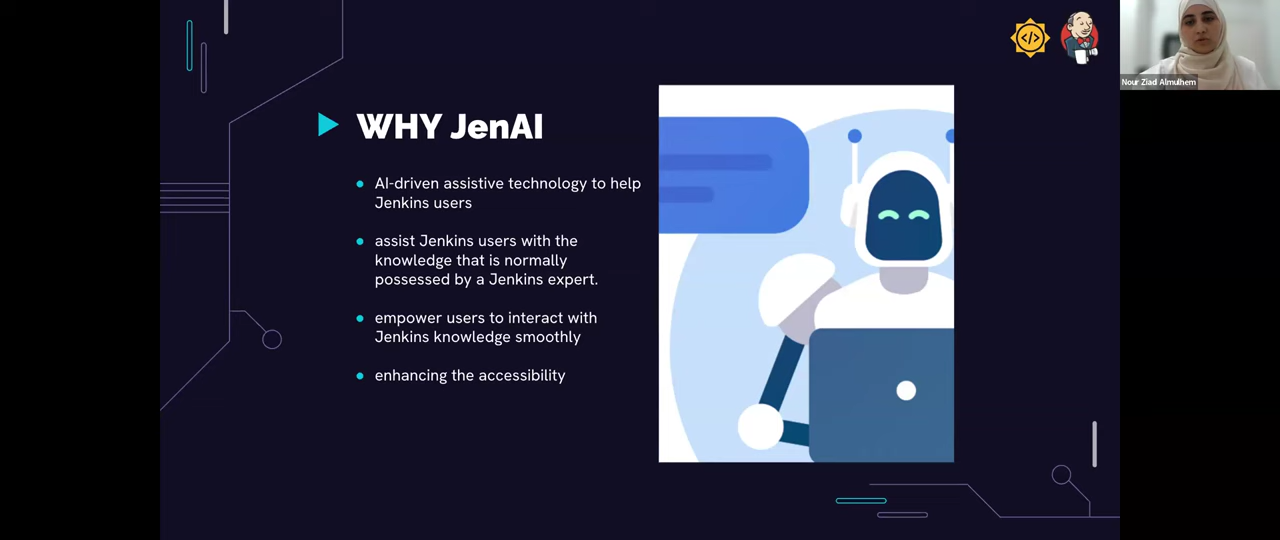 WHY JenAI
AI-driven assistive technology to help
Jenkins users
assist Jenkins users with the
knowledge that is normally
possessed by a Jenkins expert.
empower users to interact with
Jenkins knowledge smoothly
enhancing the accessibility
</>
Nour Ziad Almulhem